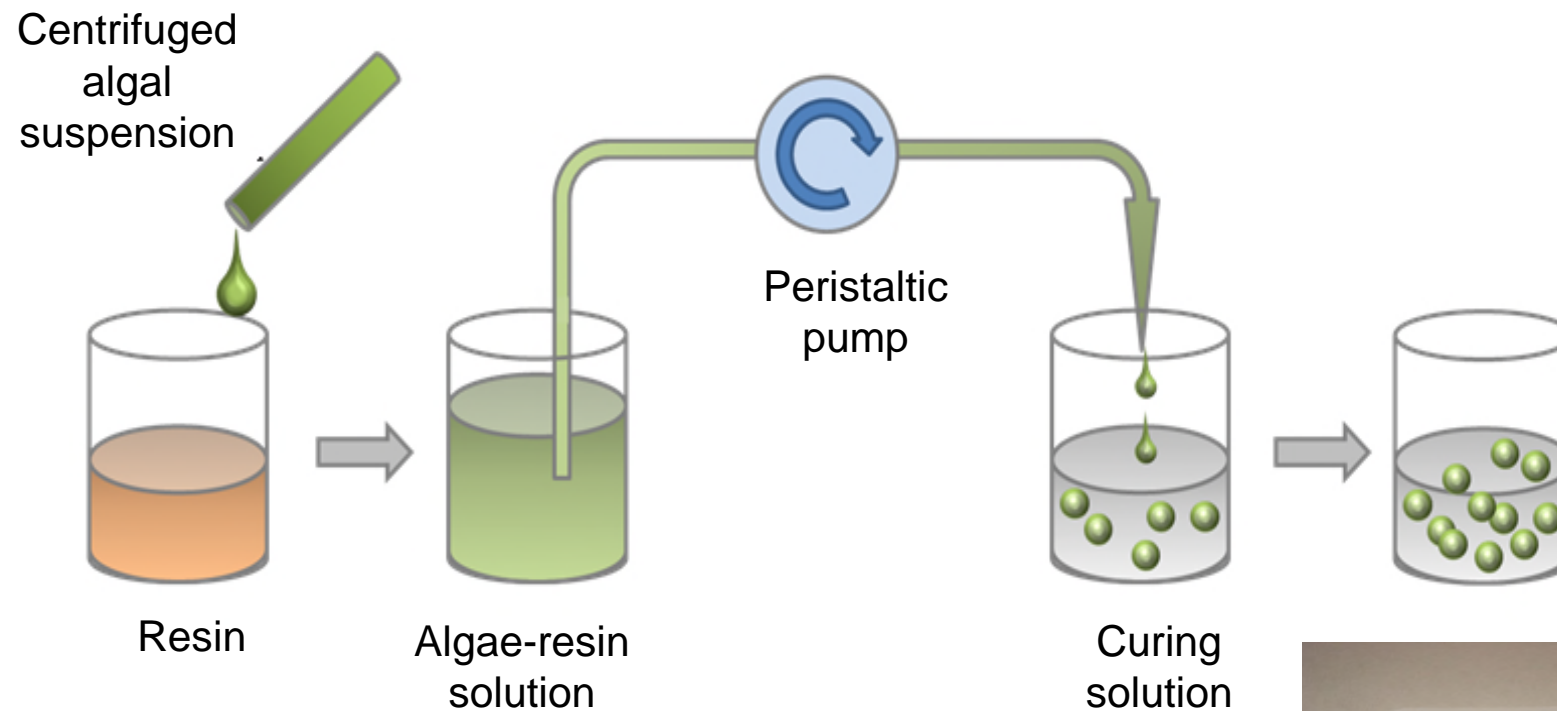 Centrifuged
algal
suspension
Peristaltic
pump
Resin
Algae-resin
solution
Curing
solution